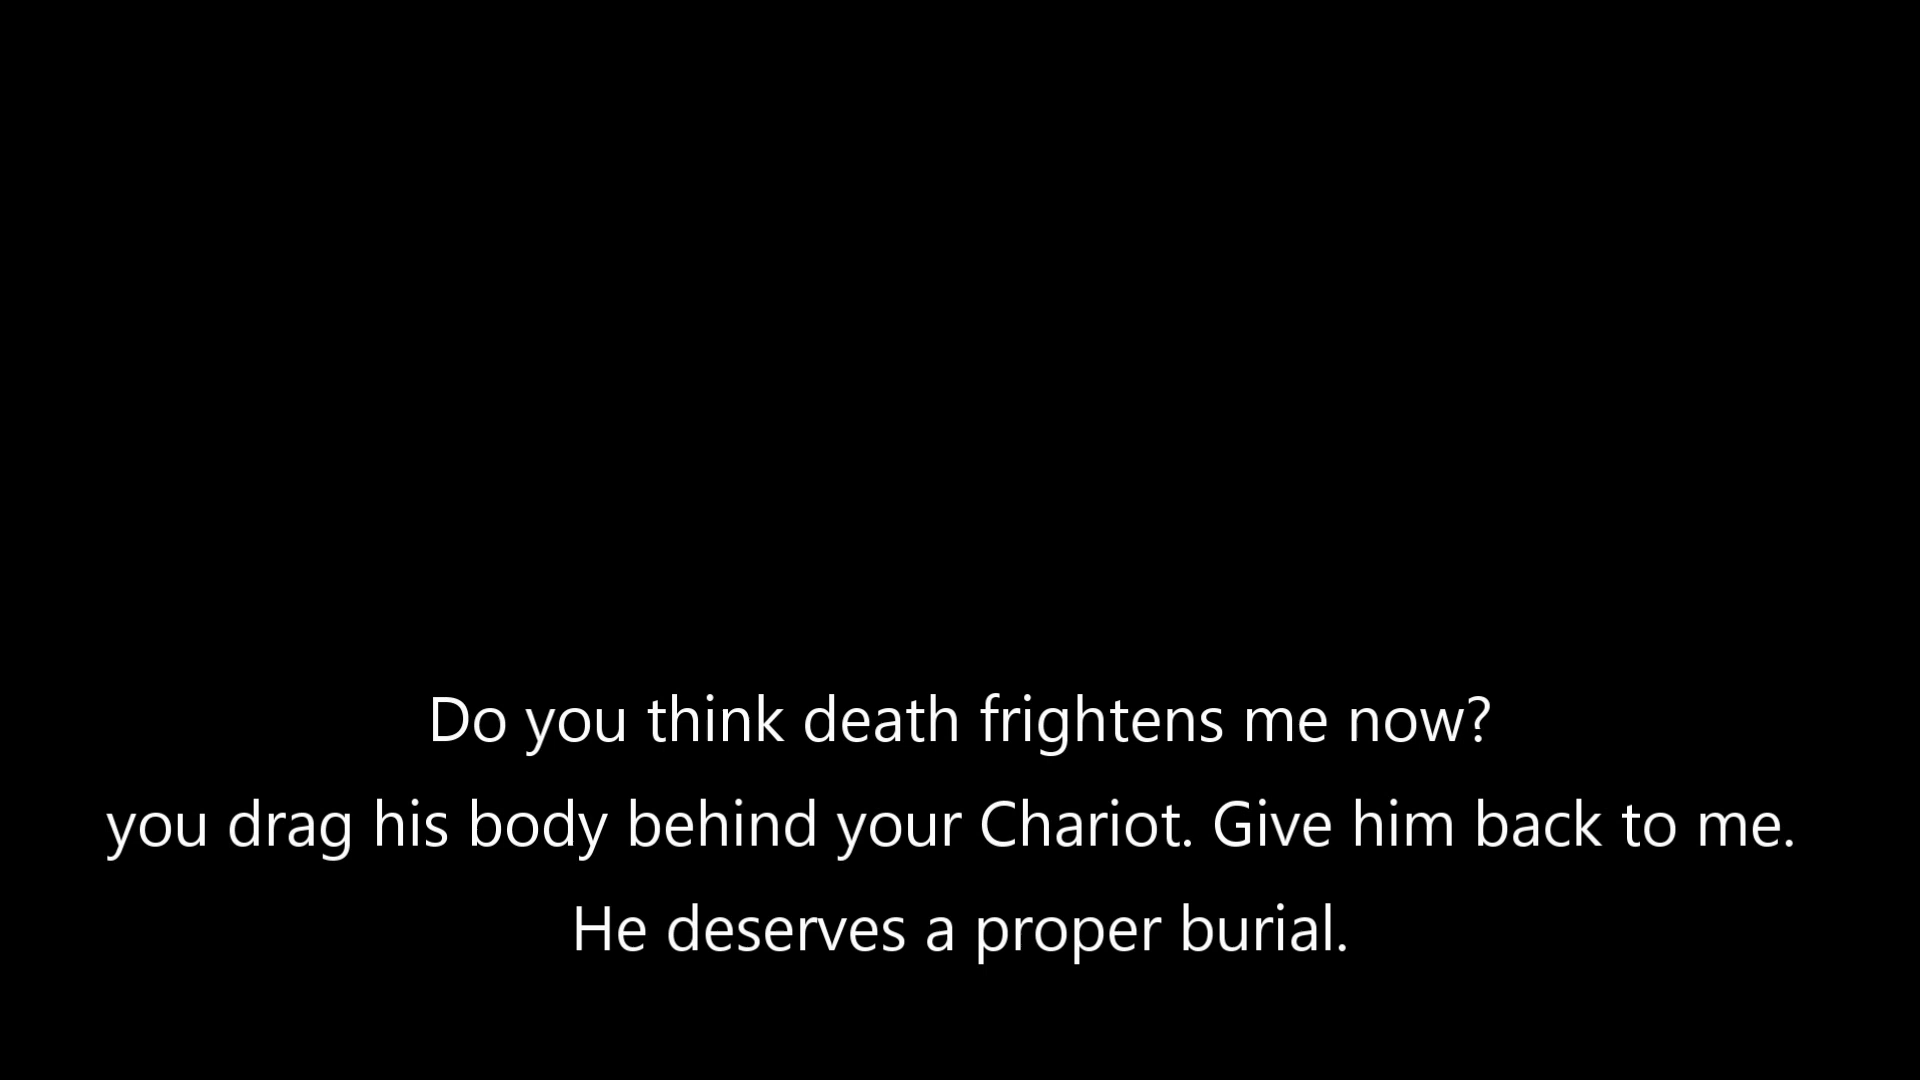 Do you think death frightens me now?
you drag his body behind your Chariot. Give him back to me.
He deserves a proper burial.